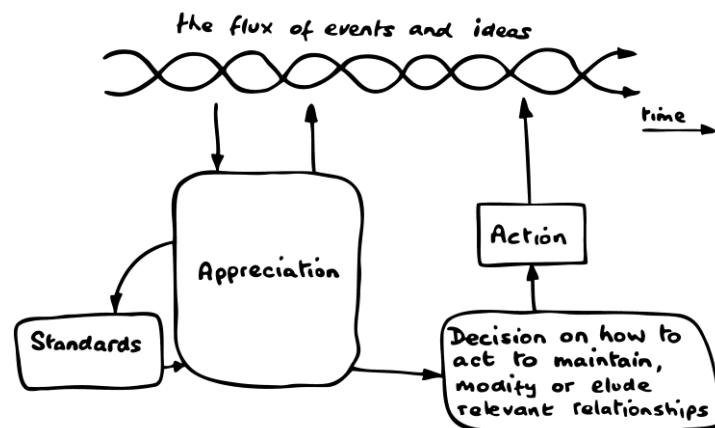 the flux of events and ideas
time
Appreciation
Action
Standards
Decision on how to
act to maintain,
modify or elude
relevant relationships